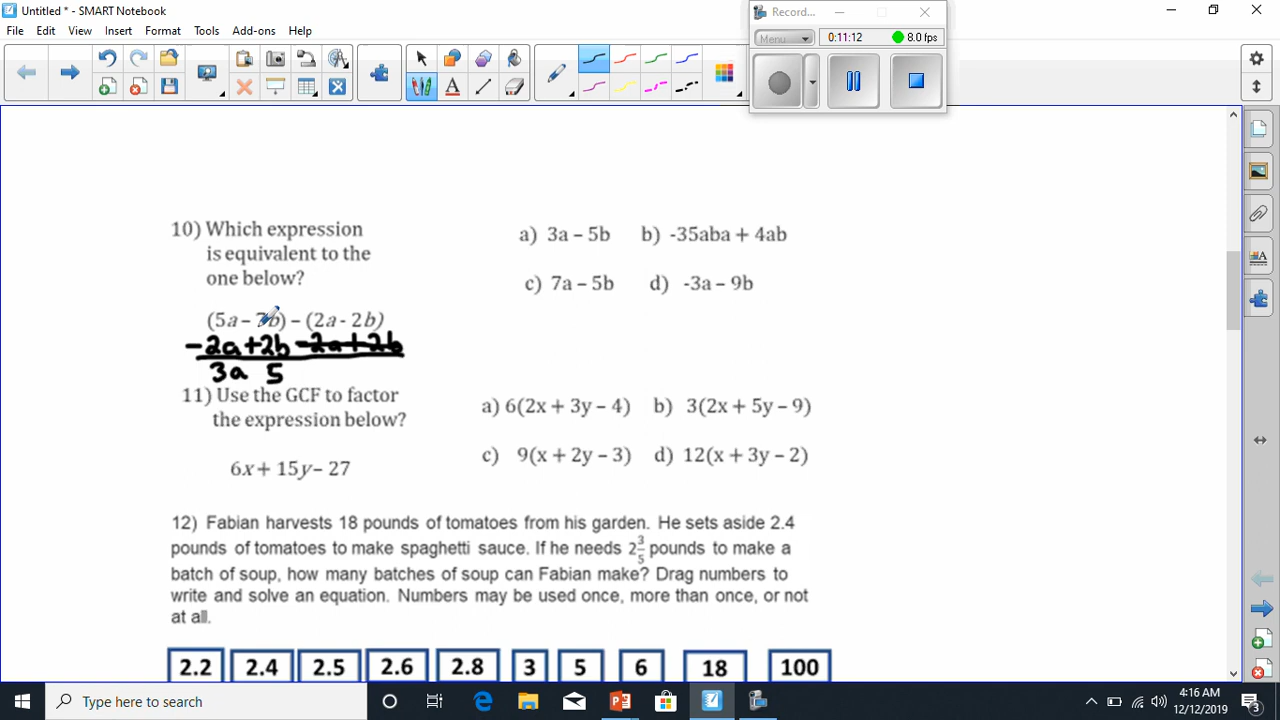 Untitled * - SMART Notebook
File Edit View Insert Format Tools Add-ons Help
Record...
Menu 0:11:12 8.0 fps
10) Which expression
is equivalent to the
one below?
a) 3a – 5b b) -35aba + 4ab
c) 7a – 5b d) -3a – 9b
(5a – 7b) – (2a - 2b)
-2a+2b -2a+2b
3a 5
11) Use the GCF to factor
the expression below?
a) 6(2x + 3y – 4) b) 3(2x + 5y – 9)
c) 9(x + 2y – 3) d) 12(x + 3y – 2)
6x + 15y – 27
12) Fabian harvests 18 pounds of tomatoes from his garden. He sets aside 2.4
pounds of tomatoes to make spaghetti sauce. If he needs 2 3/5 pounds to make a
batch of soup, how many batches of soup can Fabian make? Drag numbers to
write and solve an equation. Numbers may be used once, more than once, or not
at all.
2.2 2.4 2.5 2.6 2.8 3 5 6 18 100
Type here to search
4:16 AM
12/12/2019
3